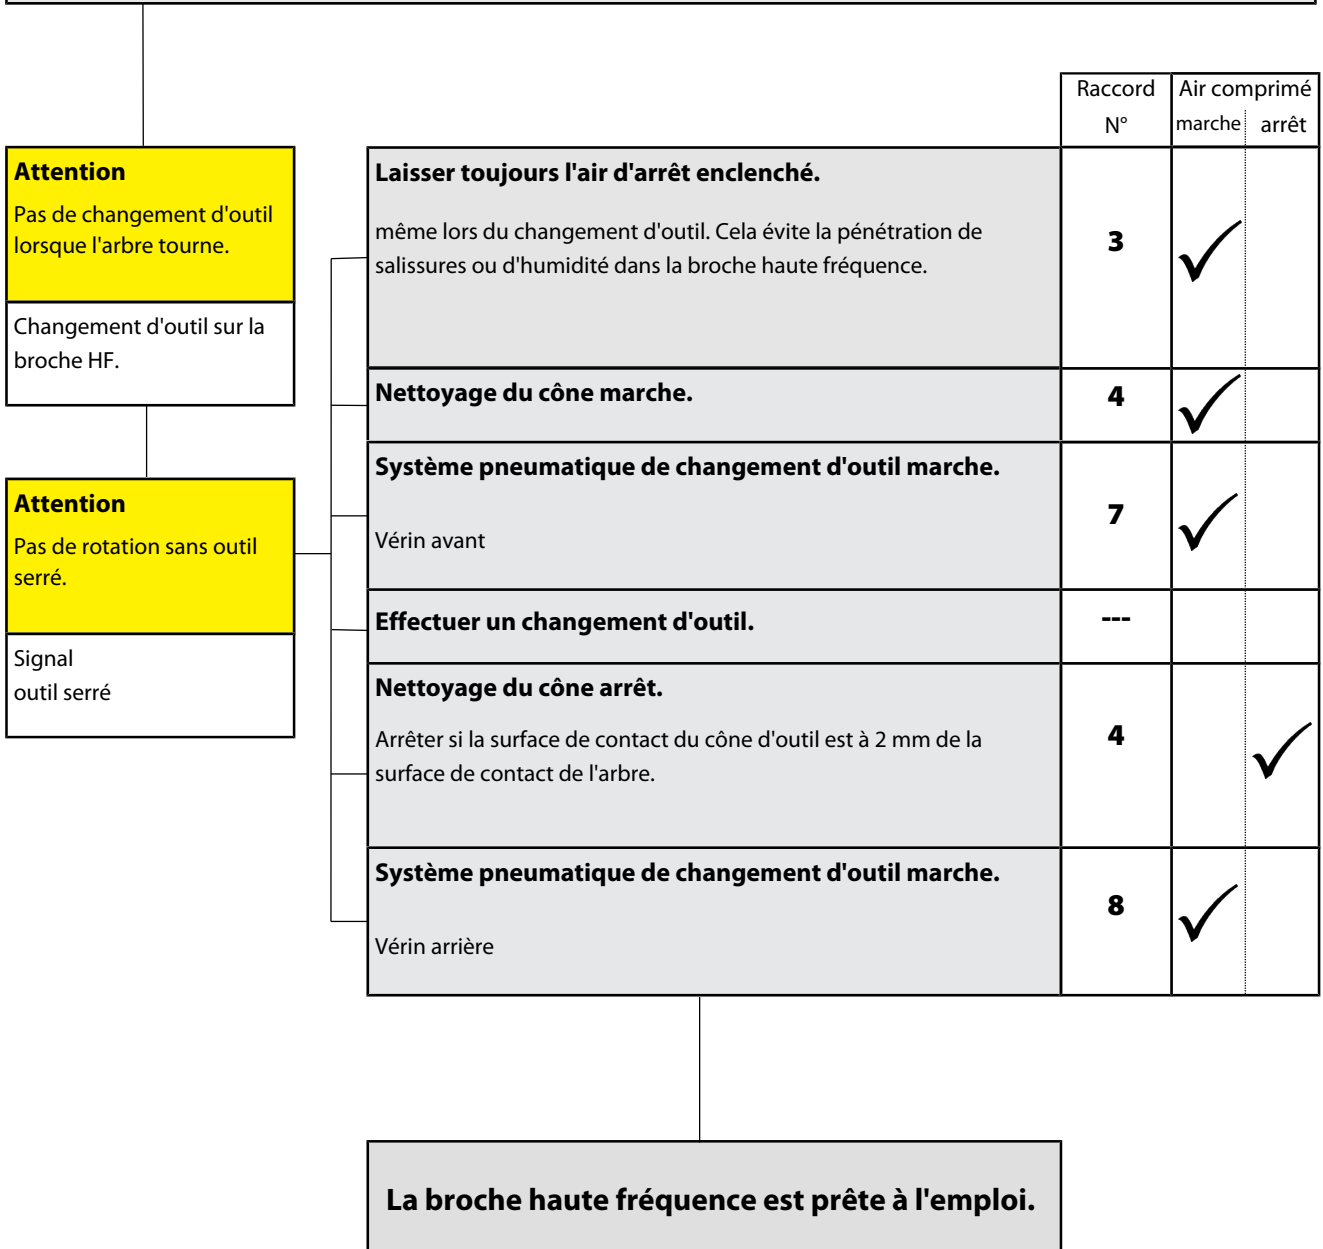 Raccord
N°
Air comprimé
marche arrêt
Attention
Pas de changement d'outil
lorsque l'arbre tourne.
Changement d'outil sur la
broche HF.
Attention
Pas de rotation sans outil
serré.
Signal
outil serré
Laisser toujours l'air d'arrêt enclenché.
même lors du changement d'outil. Cela évite la pénétration de
salissures ou d'humidité dans la broche haute fréquence.
3
Nettoyage du cône marche.
4
Système pneumatique de changement d'outil marche.
Vérin avant
7
Effectuer un changement d'outil.
---
Nettoyage du cône arrêt.
Arrêter si la surface de contact du cône d'outil est à 2 mm de la
surface de contact de l'arbre.
4
Système pneumatique de changement d'outil marche.
Vérin arrière
8
La broche haute fréquence est prête à l'emploi.